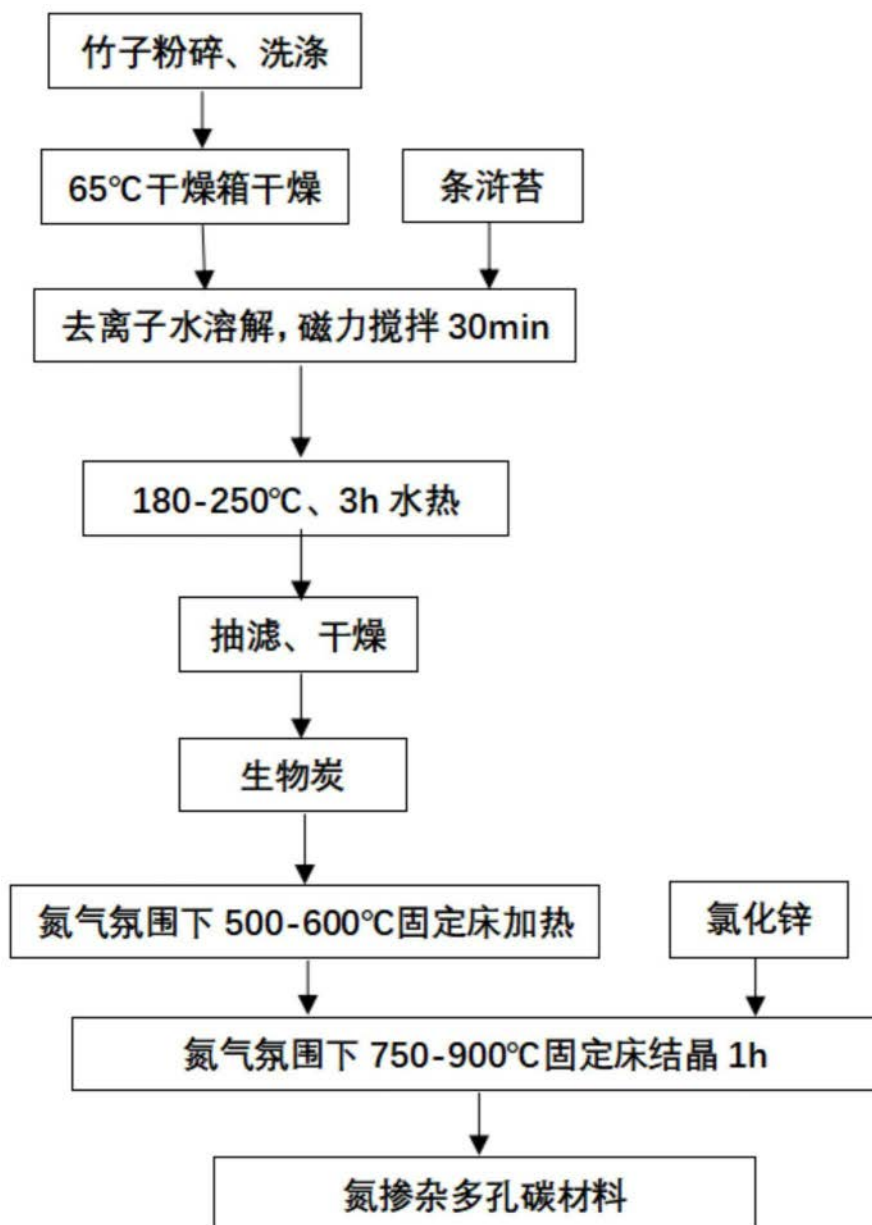 竹子粉碎、洗涤
65℃干燥箱干燥
条浒苔
去离子水溶解，磁力搅拌 30min
180-250℃、3h 水热
抽滤、干燥
生物炭
氮气氛围下 500-600℃固定床加热
氯化锌
氮气氛围下 750-900℃固定床结晶 1h
氮掺杂多孔碳材料